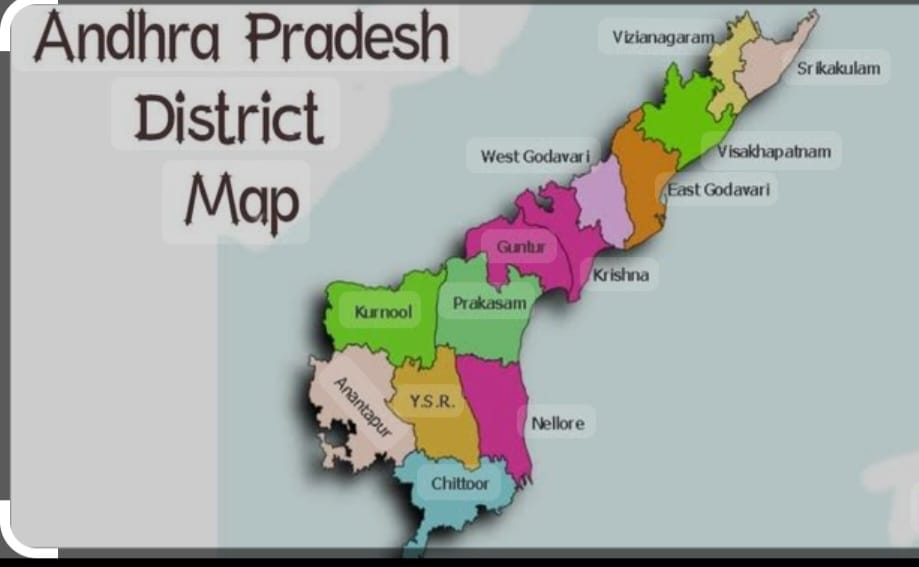 Andhra Pradesh
District
Map
Vizianagaram
Srikakulam
Visakhapatnam
West Godavari
East Godavari
Guntur
Krishna
Kurnool
Prakasam
Anantapur
Y.S.R.
Nellore
Chittoor